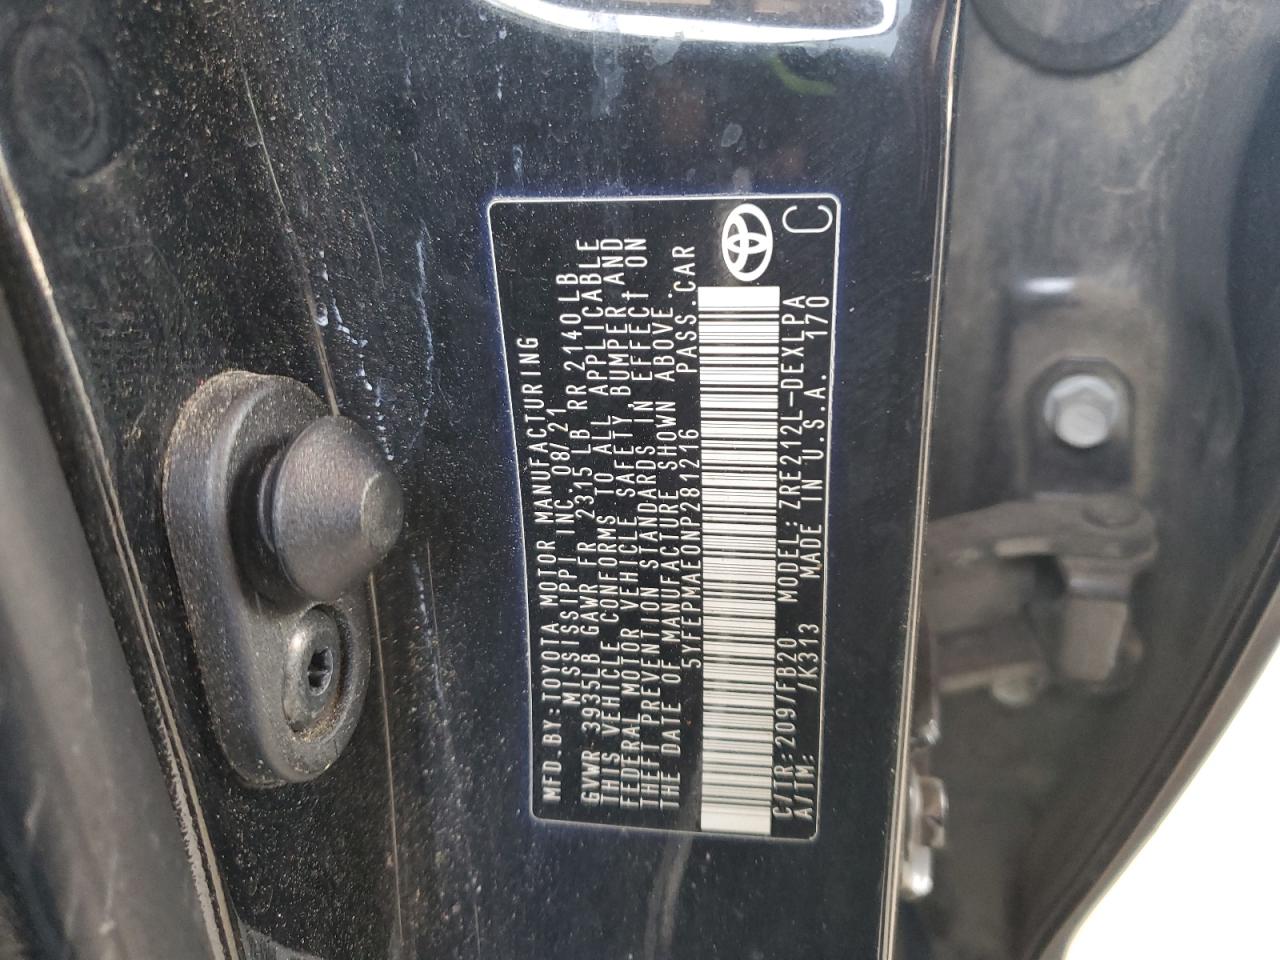 MFD.BY:TOYOTA MOTOR MANUFACTURING
MISSISSIPPI INC. 08/21
GVWR 3935LB GAWR FR 2315 LB RR 2140LB
THIS VEHICLE CONFORMS TO ALL APPLICABLE
FEDERAL MOTOR VEHICLE SAFETY BUMPER AND
THEFT PREVENTION STANDARDS IN EFFECT ON
THE DATE OF MANUFACTURE SHOWN ABOVE.
5YFEPMAE0NP281216 PASS.CAR
C/TR:209/FB20 MODEL:ZRE212L-DEXLPA
A/TM: /K313 MADE IN U.S.A. 170
C